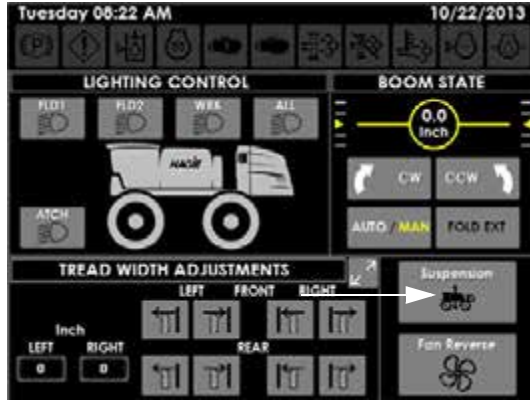 Tuesday 08:22 AM 10/22/2013
LIGHTING CONTROL
BOOM STATE
FLD1 FLD2 WRK ALL
0.0
Inch
HAGIE
CW CCW
ATCH
AUTO / MAN FOLD EXT
TREAD WIDTH ADJUSTMENTS
Suspension
LEFT FRONT RIGHT
Inch
LEFT RIGHT
REAR
Fan Reverse
0 0